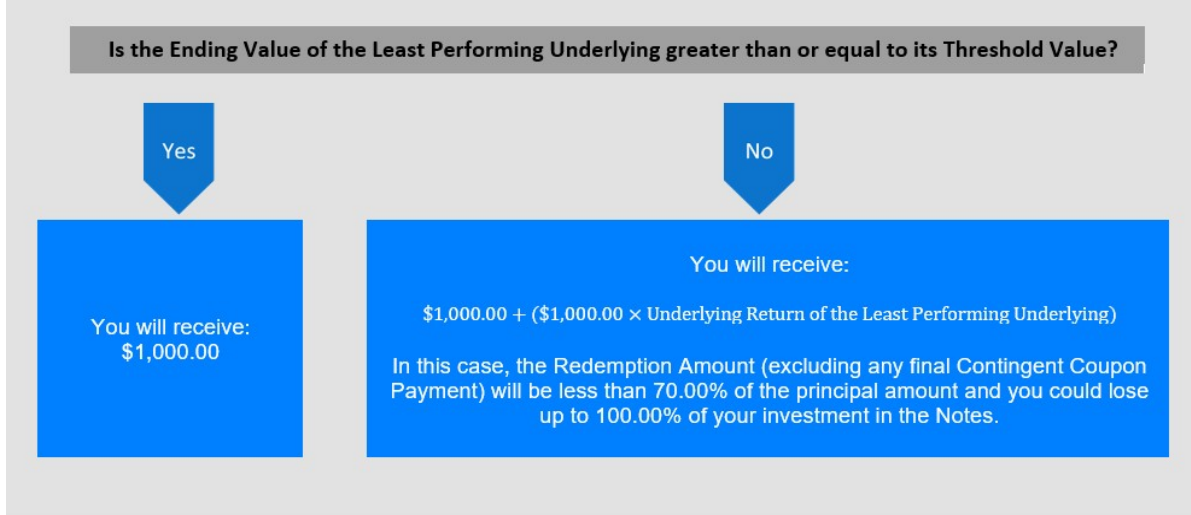 Is the Ending Value of the Least Performing Underlying greater than or equal to its Threshold Value?
Yes
No
You will receive:
$1,000.00
You will receive:
$1,000.00 + ($1,000.00 × Underlying Return of the Least Performing Underlying)
In this case, the Redemption Amount (excluding any final Contingent Coupon
Payment) will be less than 70.00% of the principal amount and you could lose
up to 100.00% of your investment in the Notes.